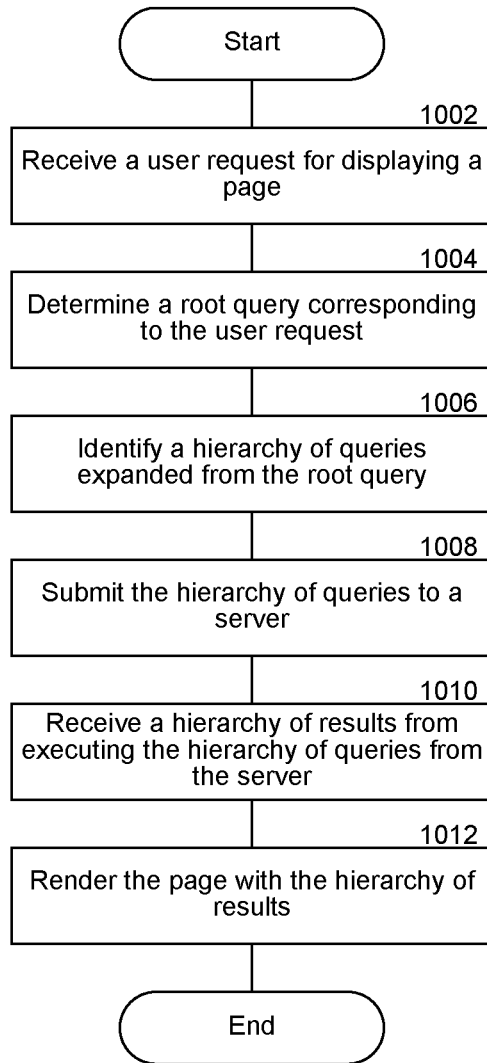 Start
1002
Receive a user request for displaying a
page
1004
Determine a root query corresponding
to the user request
1006
Identify a hierarchy of queries
expanded from the root query
1008
Submit the hierarchy of queries to a
server
1010
Receive a hierarchy of results from
executing the hierarchy of queries from
the server
1012
Render the page with the hierarchy of
results
End